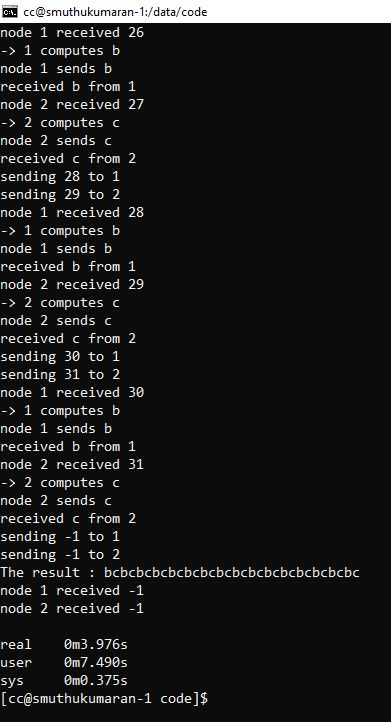 cc@smuthukumaran-1:/data/code
node 1 received 26
-> 1 computes b
node 1 sends b
received b from 1
node 2 received 27
-> 2 computes c
node 2 sends c
received c from 2
sending 28 to 1
sending 29 to 2
node 1 received 28
-> 1 computes b
node 1 sends b
received b from 1
node 2 received 29
-> 2 computes c
node 2 sends c
received c from 2
sending 30 to 1
sending 31 to 2
node 1 received 30
-> 1 computes b
node 1 sends b
received b from 1
node 2 received 31
-> 2 computes c
node 2 sends c
received c from 2
sending -1 to 1
sending -1 to 2
The result : bcbcbcbcbcbcbcbcbcbcbcbcbcbcbcbc
node 1 received -1
node 2 received -1
real 0m3.976s
user 0m7.490s
sys 0m0.375s
[cc@smuthukumaran-1 code]$